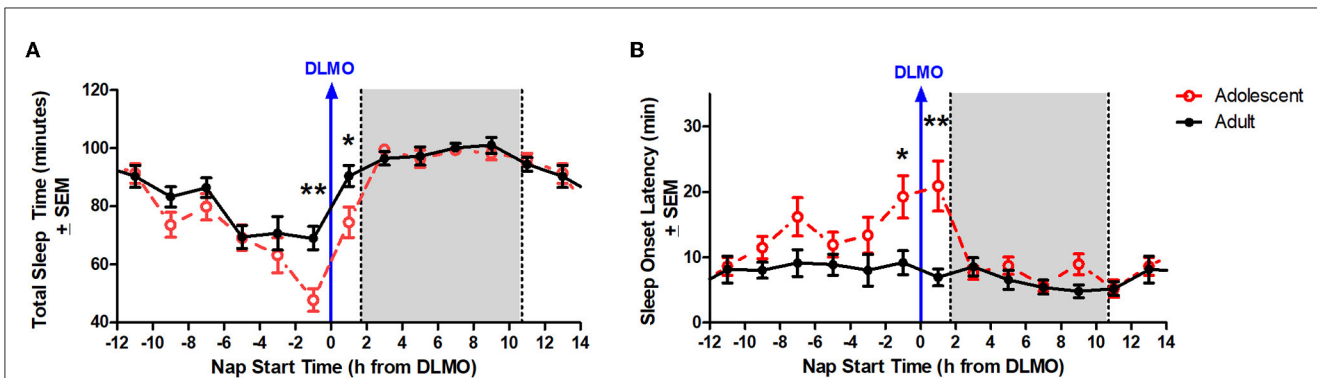 A
B
DLMO
DLMO
Adolescent
Adult
Total Sleep Time (minutes)
± SEM
120
100
80
60
40
**
*
-12 -10 -8 -6 -4 -2 0 2 4 6 8 10 12 14
Nap Start Time (h from DLMO)
Sleep Onset Latency (min)
± SEM
30
20
10
0
*
**
-12 -10 -8 -6 -4 -2 0 2 4 6 8 10 12 14
Nap Start Time (h from DLMO)